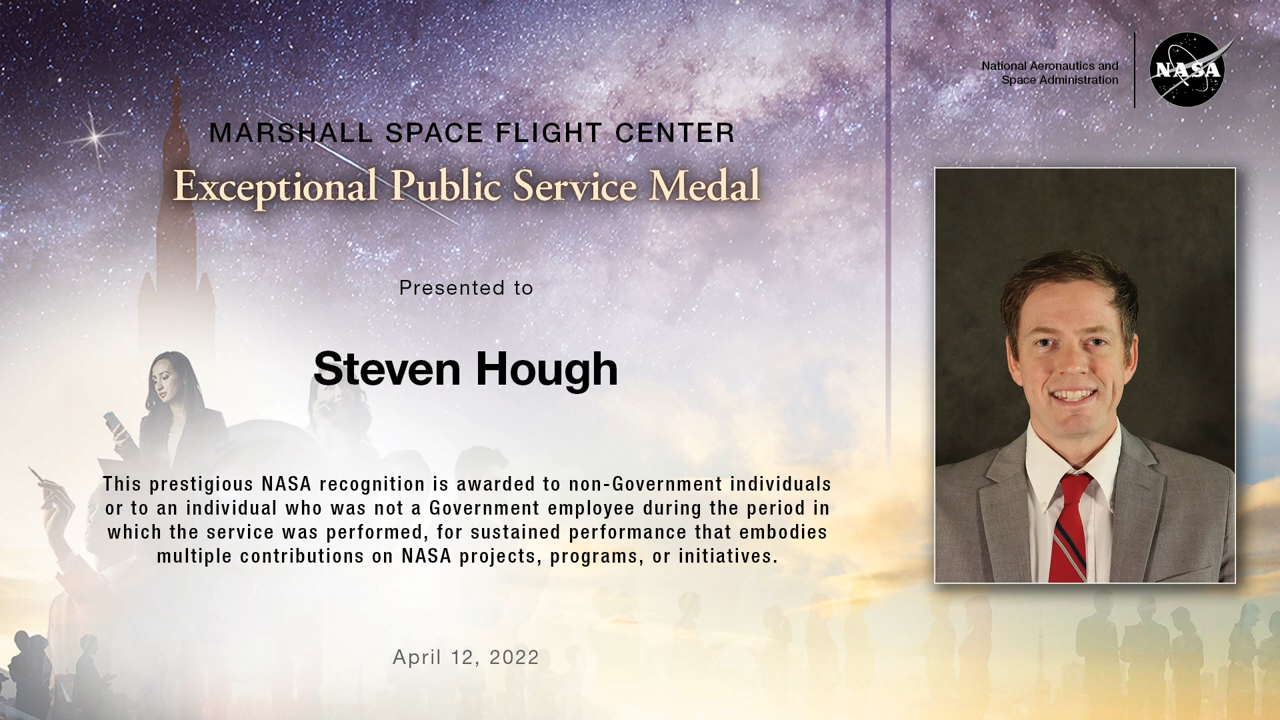 National Aeronautics and
Space Administration
NASA
MARSHALL SPACE FLIGHT CENTER
Exceptional Public Service Medal
Presented to
Steven Hough
This prestigious NASA recognition is awarded to non-Government individuals
or to an individual who was not a Government employee during the period in
which the service was performed, for sustained performance that embodies
multiple contributions on NASA projects, programs, or initiatives.
April 12, 2022